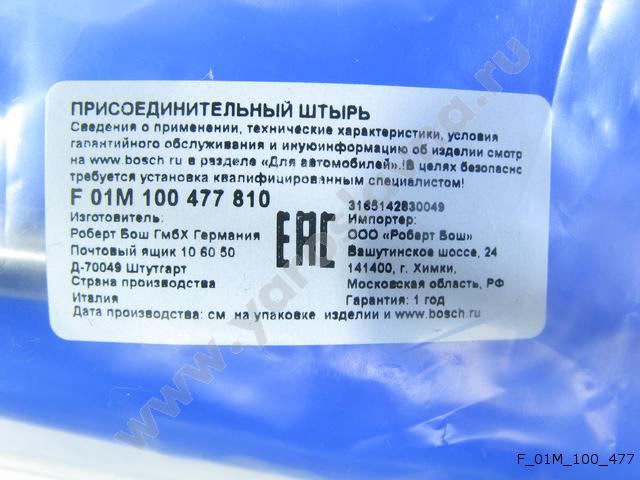 ПРИСОЕДИНИТЕЛЬНЫЙ ШТЫРЬ
Сведения о применении, технические характеристики, условия
гарантийного обслуживания и инуюинформацию об изделии смотр
на www.bosch.ru в разделе «Для автомобилей».!В целях безопаснс
требуется установка квалифицированным специалистом!
F 01M 100 477 810
3165142830049
Изготовитель:
Роберт Бош ГмбХ Германия
Почтовый ящик 10 60 50
Д-70049 Штутгарт
Страна производства
Италия
EAC
Импортер:
ООО «Роберт Бош»
Вашутинское шоссе, 24
141400, г. Химки.
Московская область, РФ
Гарантия: 1 год
Дата производства: см. на упаковке изделии и www.bosch.ru
F_01M_100_477